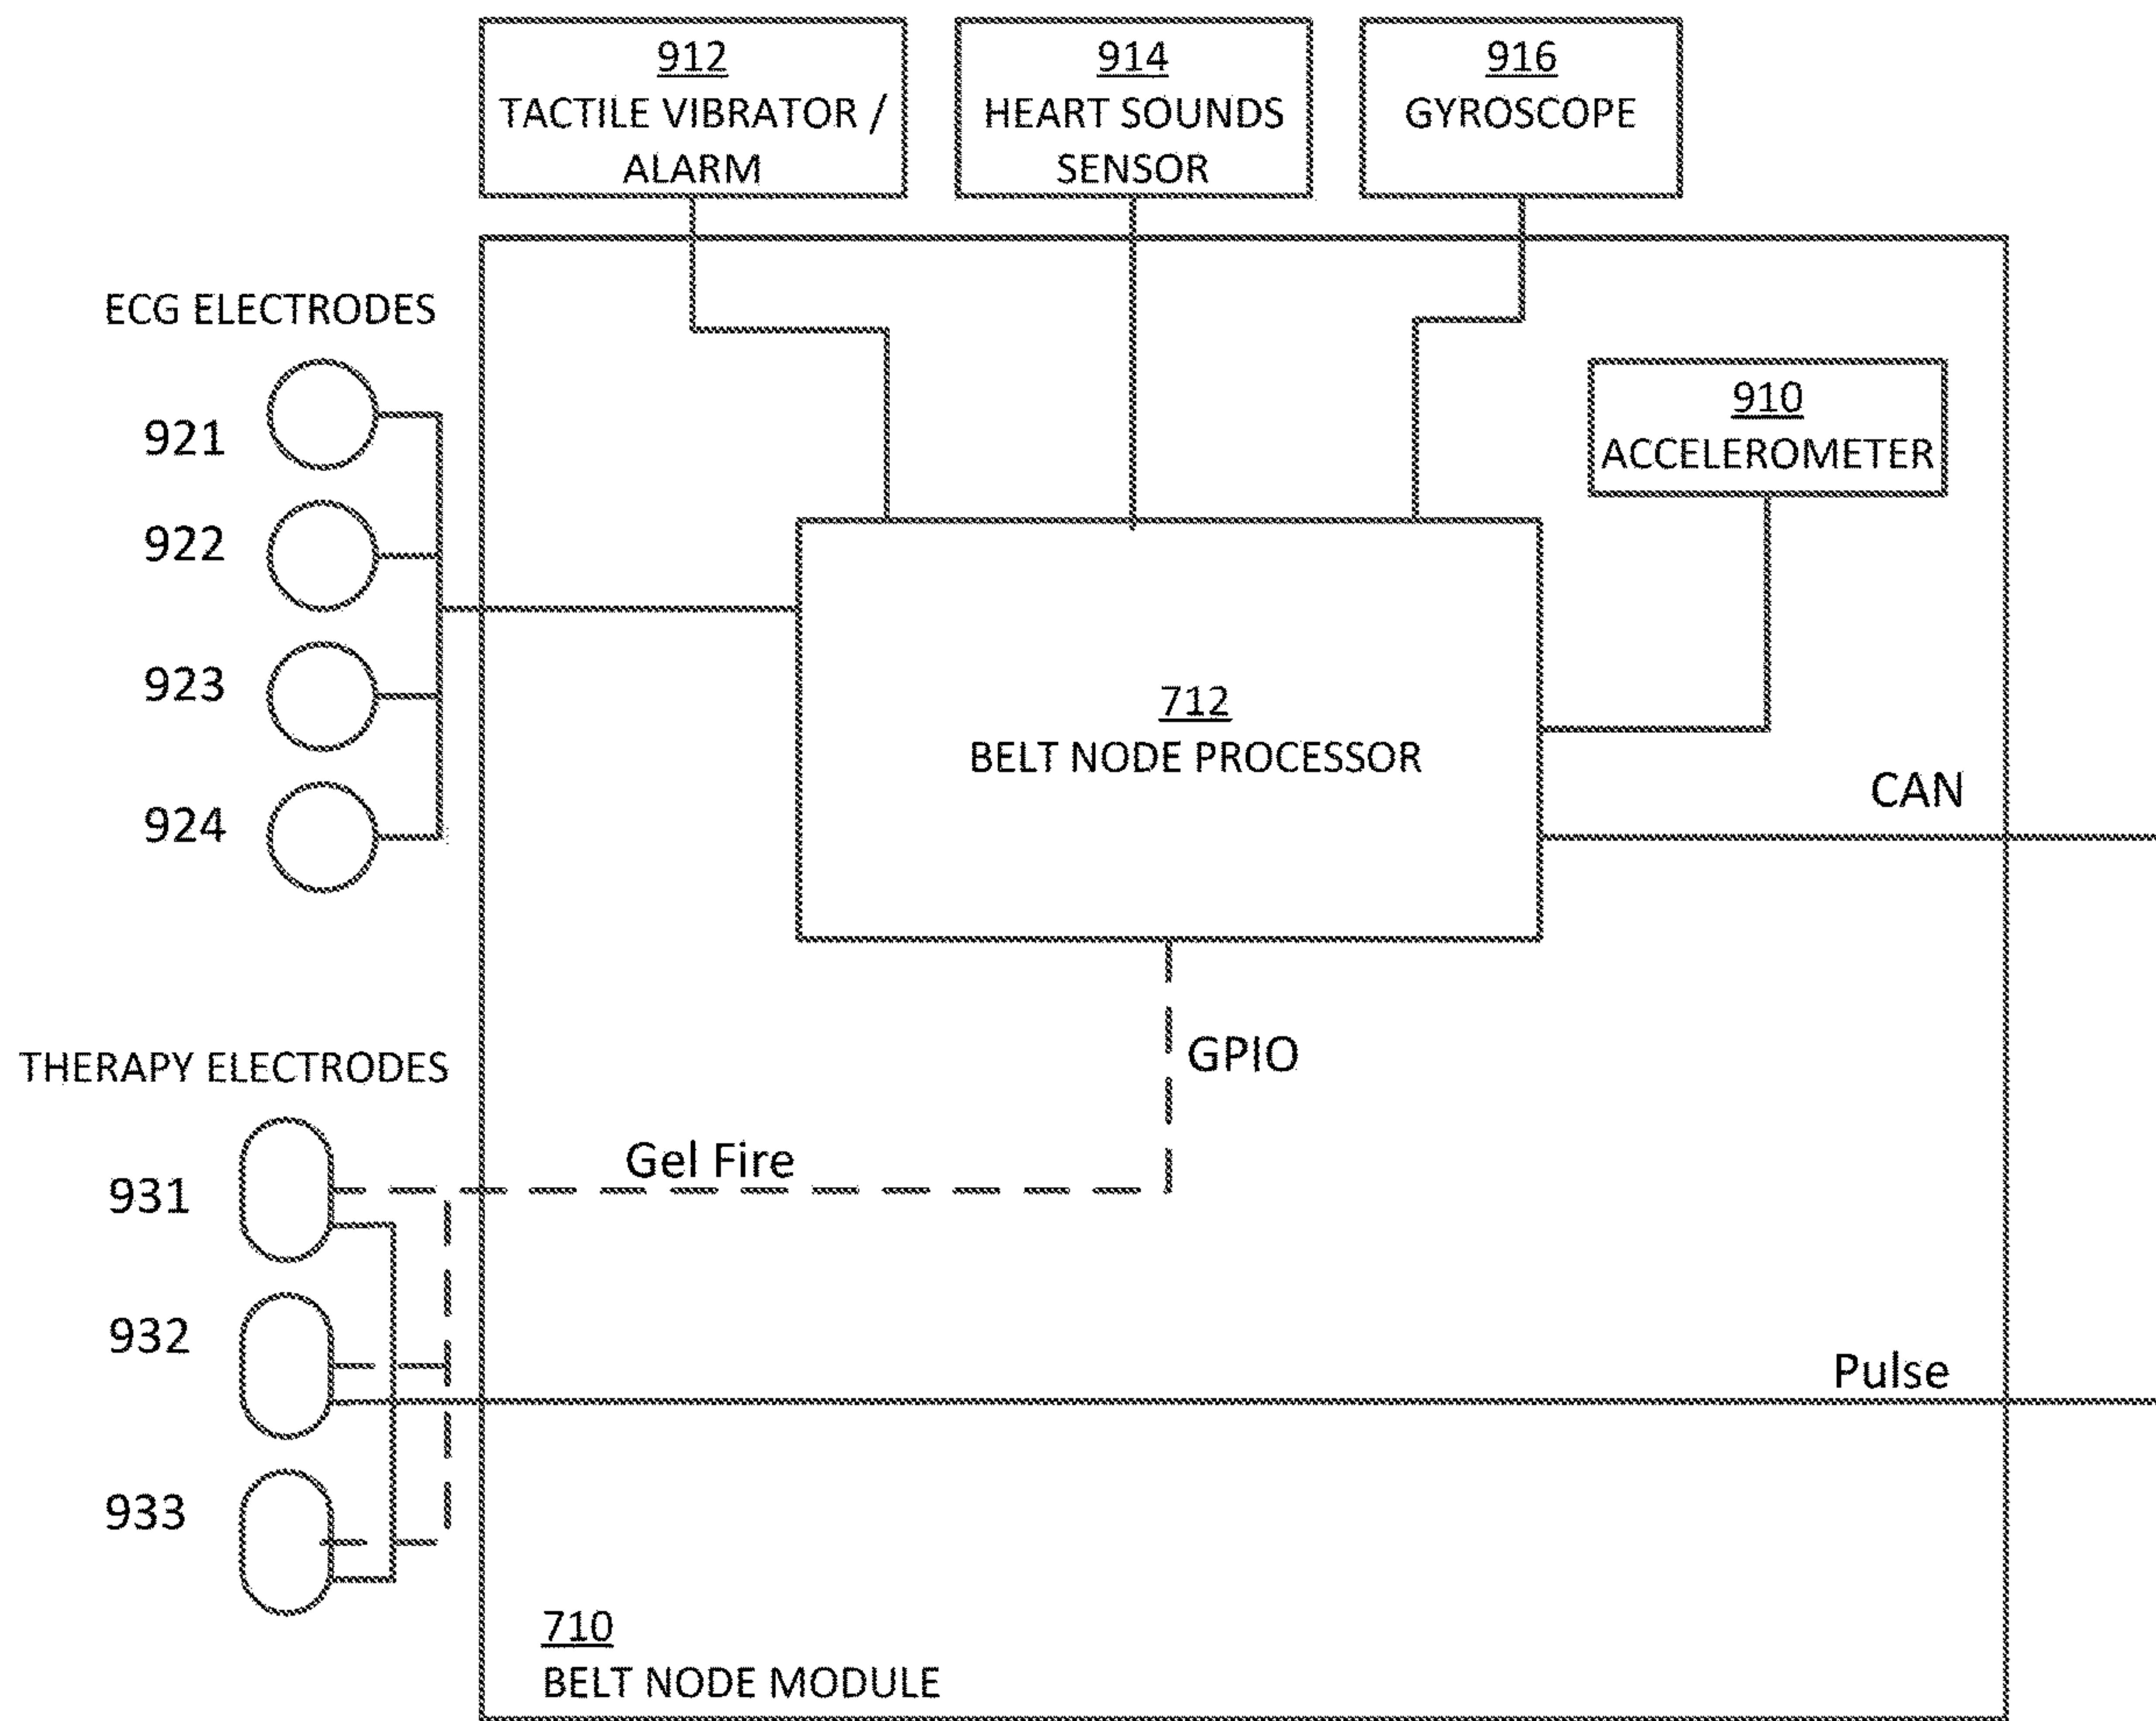 912
TACTILE VIBRATOR /
ALARM
914
HEART SOUNDS
SENSOR
916
GYROSCOPE
ECG ELECTRODES
921
922
923
924
910
ACCELEROMETER
712
BELT NODE PROCESSOR
CAN
GPIO
THERAPY ELECTRODES
Gel Fire
931
932
933
Pulse
710
BELT NODE MODULE